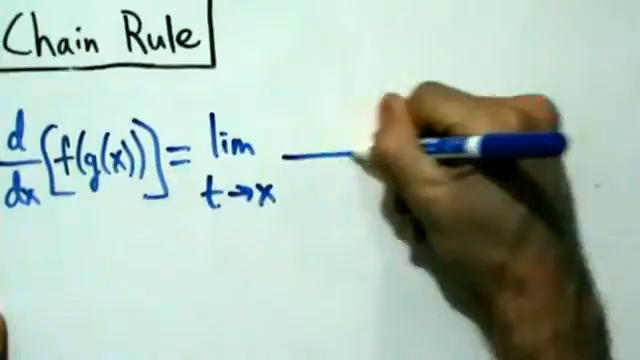 Chain Rule
d/dx [f(g(x))] = lim t→x